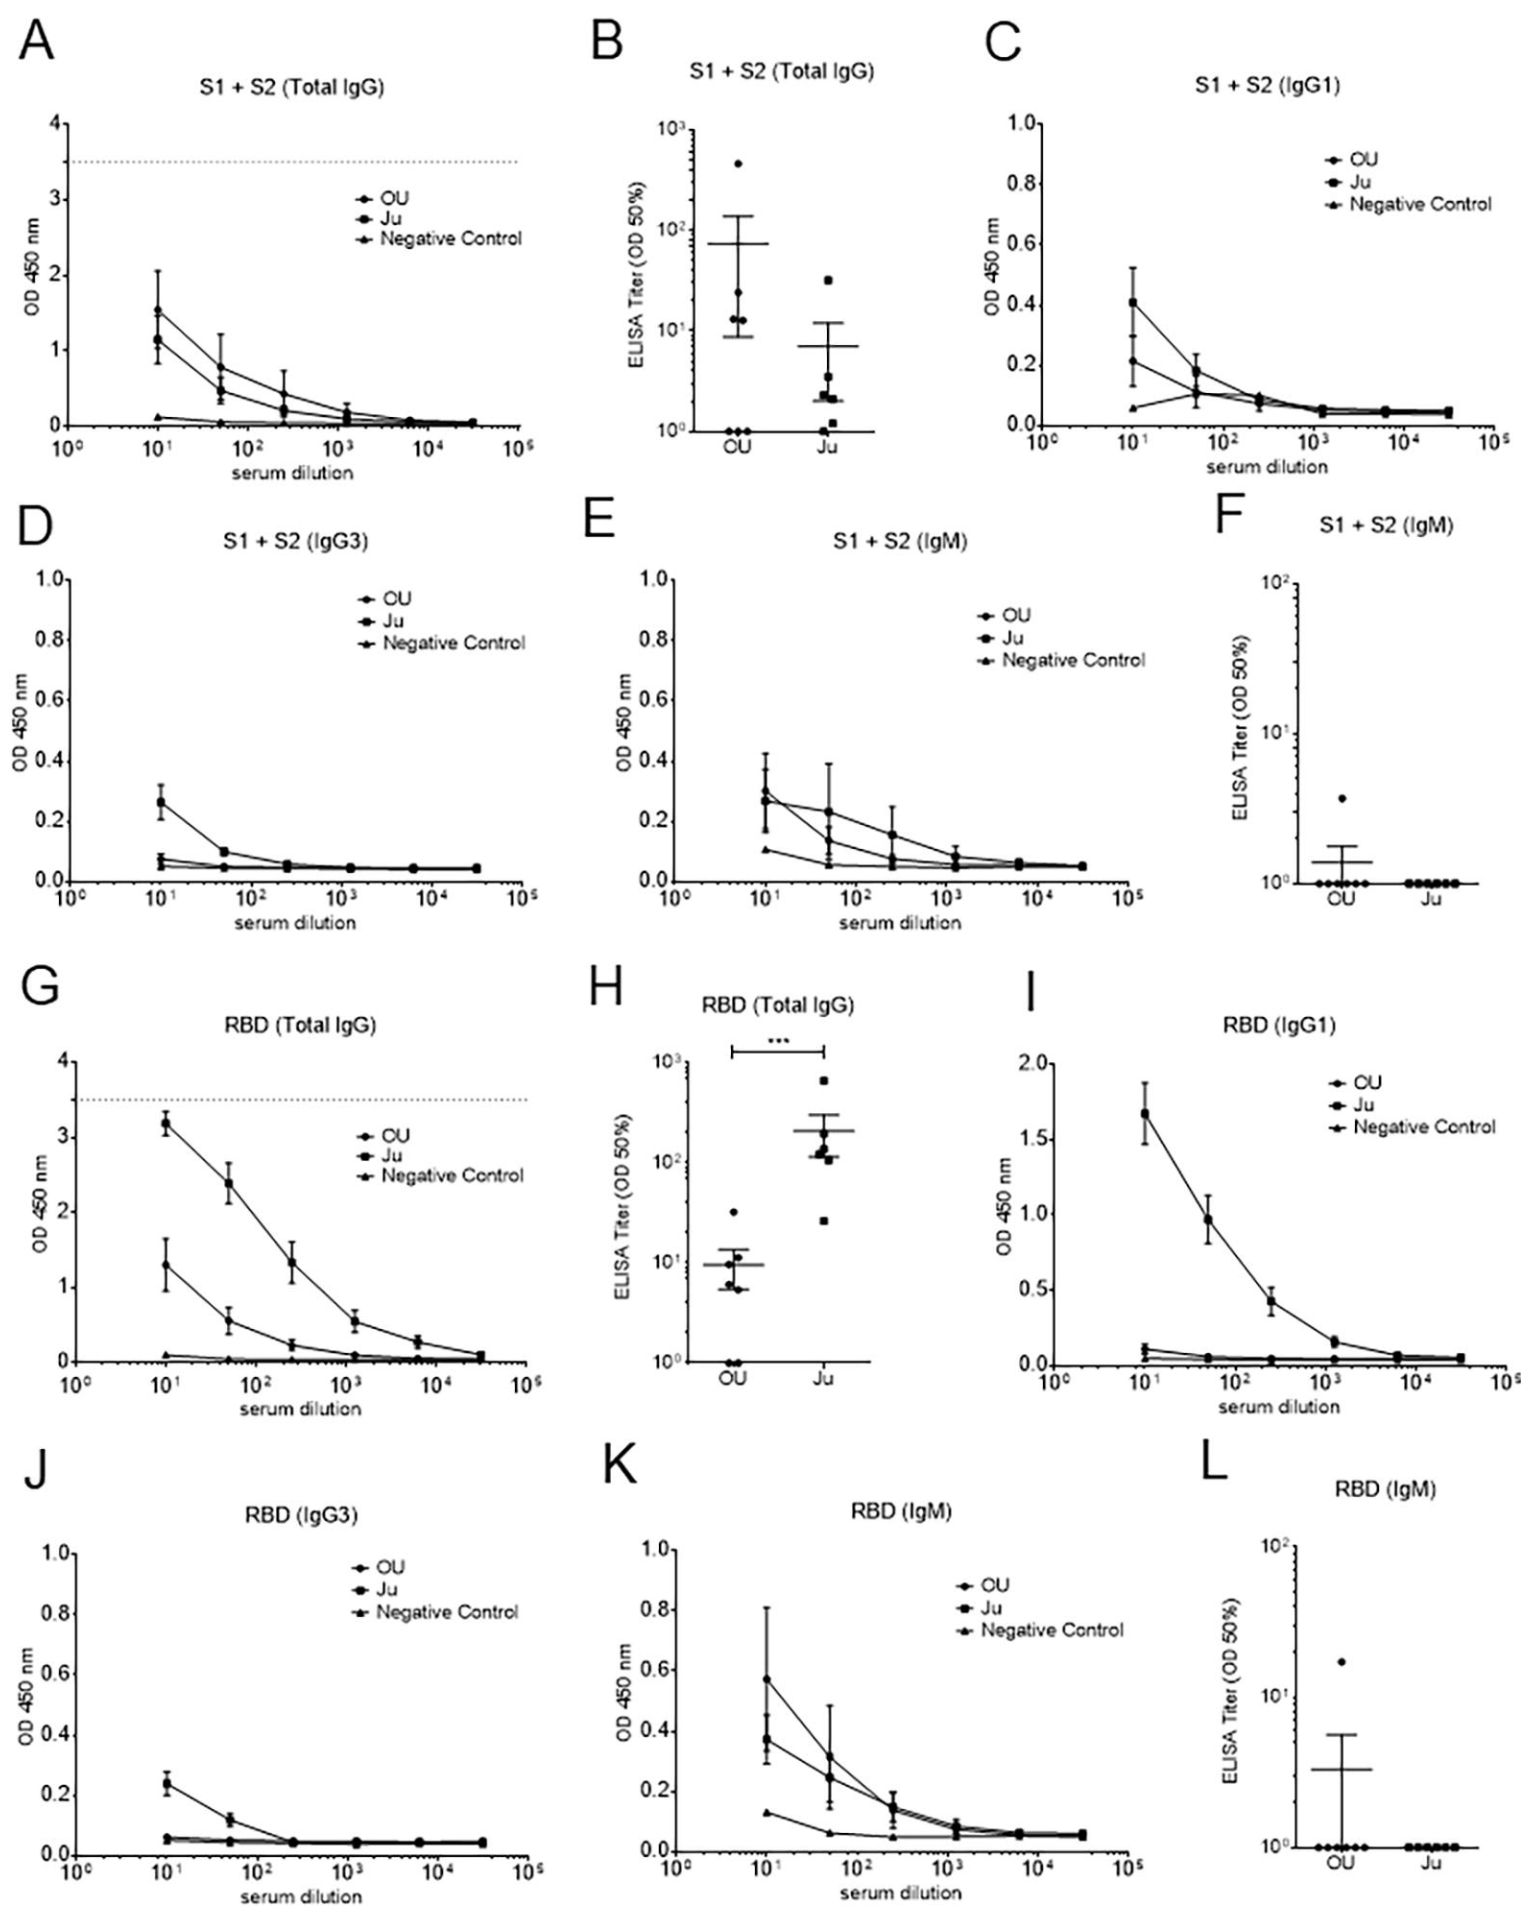 A
S1 + S2 (Total IgG)
4
3
2
1
0
OD 450 nm
OU
Ju
Negative Control
10⁰ 10¹ 10² 10³ 10⁴ 10⁵
serum dilution
B
S1 + S2 (Total IgG)
10³
10²
10¹
10⁰
ELISA Titer (OD 50%)
OU Ju
C
S1 + S2 (IgG1)
1.0
0.8
0.6
0.4
0.2
0.0
OD 450 nm
OU
Ju
Negative Control
10⁰ 10¹ 10² 10³ 10⁴ 10⁵
serum dilution
D
S1 + S2 (IgG3)
1.0
0.8
0.6
0.4
0.2
0.0
OD 450 nm
OU
Ju
Negative Control
10⁰ 10¹ 10² 10³ 10⁴ 10⁵
serum dilution
E
S1 + S2 (IgM)
1.0
0.8
0.6
0.4
0.2
0.0
OD 450 nm
OU
Ju
Negative Control
10⁰ 10¹ 10² 10³ 10⁴ 10⁵
serum dilution
F
S1 + S2 (IgM)
10²
10¹
10⁰
ELISA Titer (OD 50%)
OU Ju
G
RBD (Total IgG)
4
3
2
1
0
OD 450 nm
OU
Ju
Negative Control
10⁰ 10¹ 10² 10³ 10⁴ 10⁵
serum dilution
H
RBD (Total IgG)
***
10³
10²
10¹
10⁰
ELISA Titer (OD 50%)
OU Ju
I
RBD (IgG1)
2.0
1.5
1.0
0.5
0.0
OD 450 nm
OU
Ju
Negative Control
10⁰ 10¹ 10² 10³ 10⁴ 10⁵
serum dilution
J
RBD (IgG3)
1.0
0.8
0.6
0.4
0.2
0.0
OD 450 nm
OU
Ju
Negative Control
10⁰ 10¹ 10² 10³ 10⁴ 10⁵
serum dilution
K
RBD (IgM)
1.0
0.8
0.6
0.4
0.2
0.0
OD 450 nm
OU
Ju
Negative Control
10⁰ 10¹ 10² 10³ 10⁴ 10⁵
serum dilution
L
RBD (IgM)
10²
10¹
10⁰
ELISA Titer (OD 50%)
OU Ju